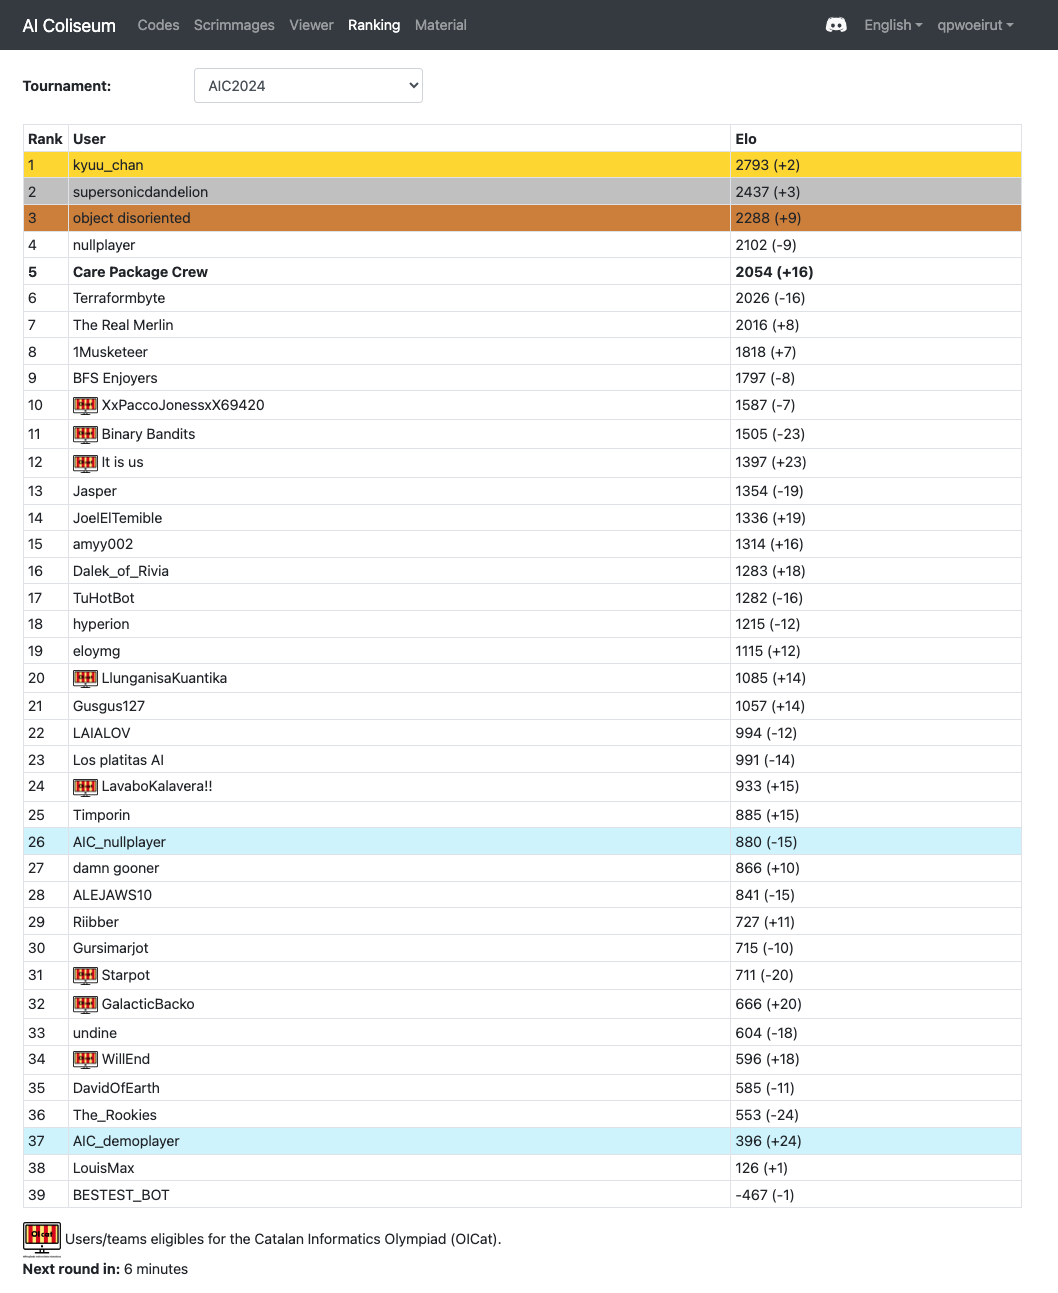 AI Coliseum Codes Scrimmages Viewer Ranking Material English qpwoeirut
Tournament: AIC2024
Rank User Elo
1 kyuu_chan 2793 (+2)
2 supersonicdandelion 2437 (+3)
3 object disoriented 2288 (+9)
4 nullplayer 2102 (-9)
5 Care Package Crew 2054 (+16)
6 Terraformbyte 2026 (-16)
7 The Real Merlin 2016 (+8)
8 1Musketeer 1818 (+7)
9 BFS Enjoyers 1797 (-8)
10 XxPaccoJonessxX69420 1587 (-7)
11 Binary Bandits 1505 (-23)
12 It is us 1397 (+23)
13 Jasper 1354 (-19)
14 JoelElTemible 1336 (+19)
15 amyy002 1314 (+16)
16 Dalek_of_Rivia 1283 (+18)
17 TuHotBot 1282 (-16)
18 hyperion 1215 (-12)
19 eloymg 1115 (+12)
20 LlunganisaKuantika 1085 (+14)
21 Gusgus127 1057 (+14)
22 LAIALOV 994 (-12)
23 Los platitas AI 991 (-14)
24 LavaboKalavera!! 933 (+15)
25 Timporin 885 (+15)
26 AIC_nullplayer 880 (-15)
27 damn gooner 866 (+10)
28 ALEJAWS10 841 (-15)
29 Riibber 727 (+11)
30 Gursimarjot 715 (-10)
31 Starpot 711 (-20)
32 GalacticBacko 666 (+20)
33 undine 604 (-18)
34 WillEnd 596 (+18)
35 DavidOfEarth 585 (-11)
36 The_Rookies 553 (-24)
37 AIC_demoplayer 396 (+24)
38 LouisMax 126 (+1)
39 BESTEST_BOT -467 (-1)
Users/teams eligibles for the Catalan Informatics Olympiad (OICat).
Next round in: 6 minutes